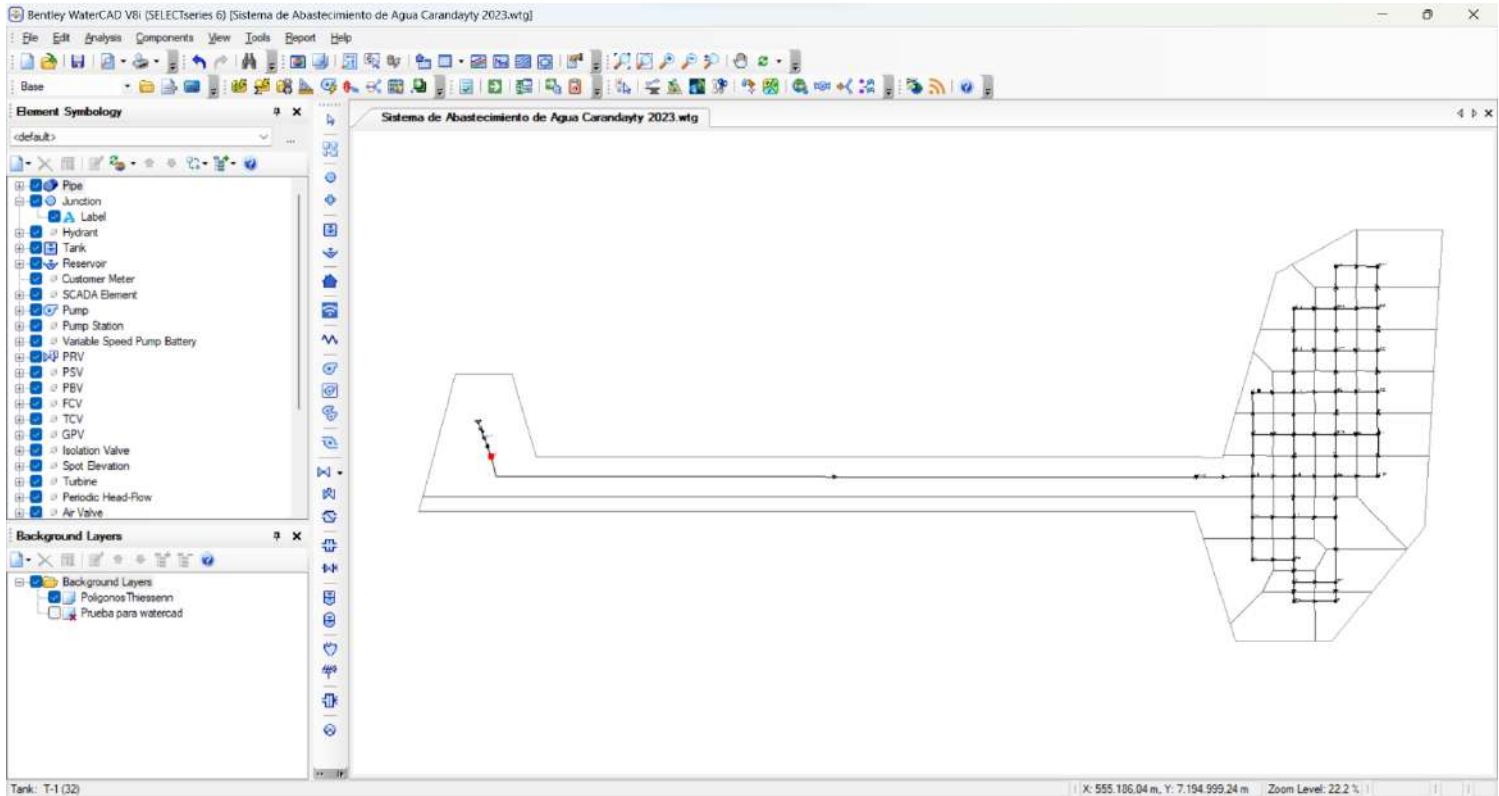 Bentley WaterCAD V8i (SELECTseries 6) [Sistema de Abastecimiento de Agua Carandayty 2023.wtg]
File Edit Analysis Components View Tools Report Help
Base
Element Symbology
<default>
Pipe
Junction
Label
Hydrant
Tank
Reservoir
Customer Meter
SCADA Element
Pump
Pump Station
Variable Speed Pump Battery
PRV
PSV
PBV
FCV
TCV
GPV
Isolation Valve
Spot Elevation
Turbine
Periodic Head-Flow
Air Valve
Background Layers
Background Layers
PoligonosThiessenn
Prueba para watercad
Sistema de Abastecimiento de Agua Carandayty 2023.wtg
Tank: T-1 (32)
X: 555.186,04 m, Y: 7.194.999,24 m Zoom Level: 22.2 %